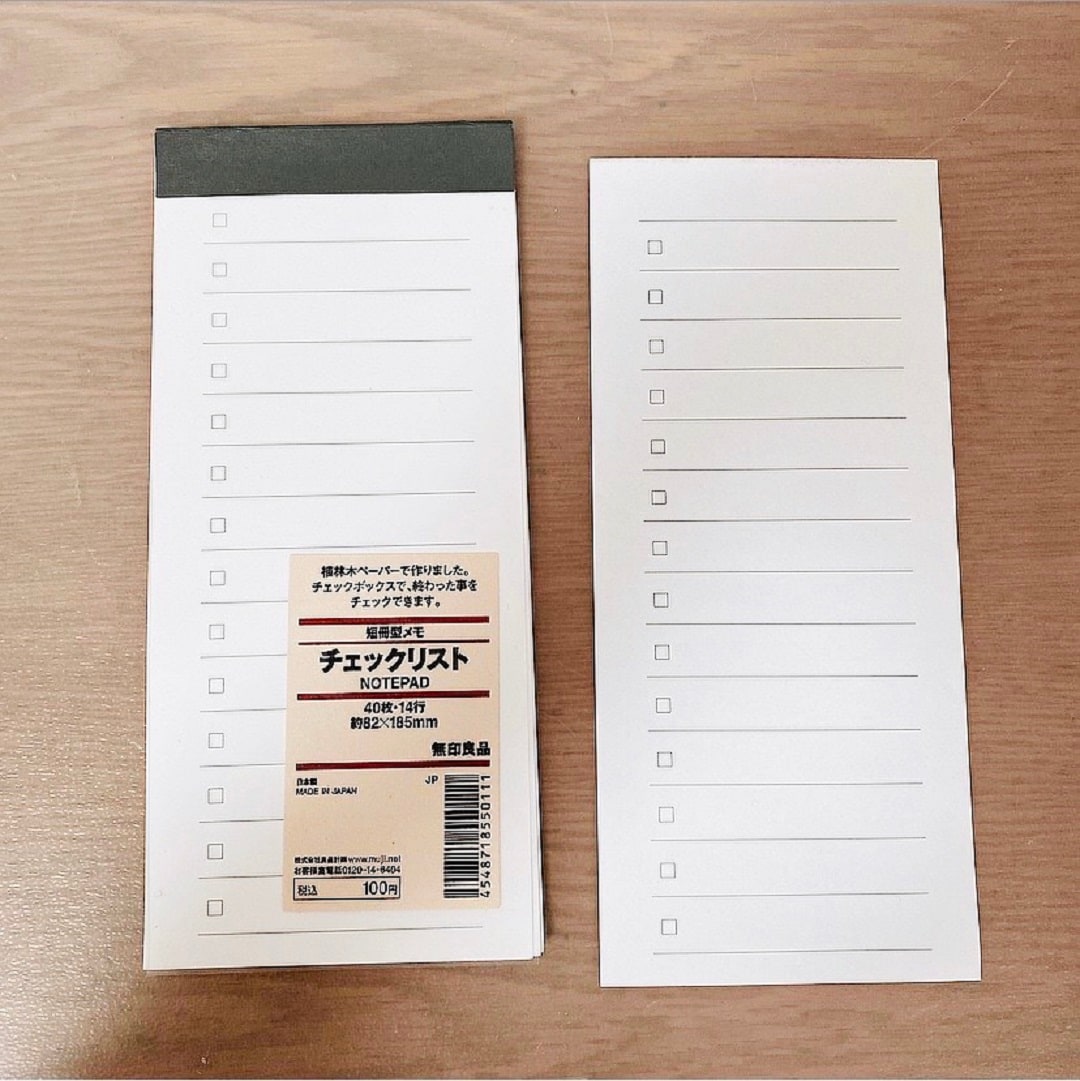 植林木ペーパーで作りました。
チェックボックスで、終わった事を
チェックできます。
短冊型メモ
チェックリスト
NOTEPAD
40枚・14行
約82×185mm
無印良品
日本製
JP
MADE IN JAPAN
4548718550111
株式会社良品計画 www.muji.net
お客様室電話0120-14-6404
税込 100円